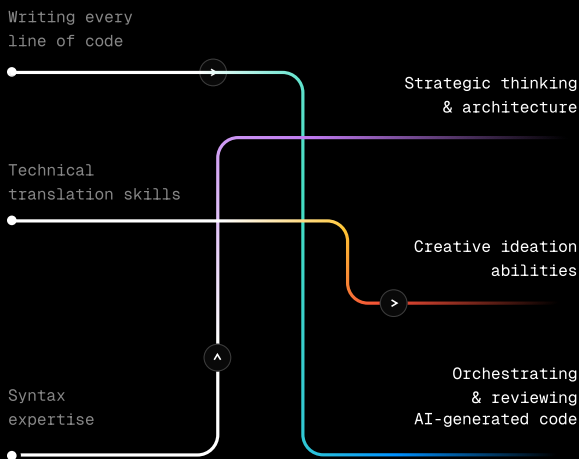 Writing every
line of code
Strategic thinking
& architecture
Technical
translation skills
Creative ideation
abilities
Orchestrating
& reviewing
AI-generated code
Syntax
expertise